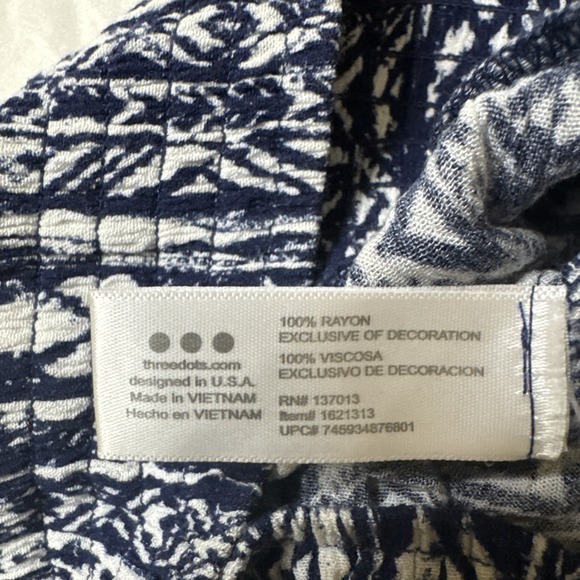 threedots.com
designed in U.S.A.
Made in VIETNAM
Hecho en VIETNAM
100% RAYON
EXCLUSIVE OF DECORATION
100% VISCOSA
EXCLUSIVO DE DECORACION
RN# 137013
Item# 1621313
UPC# 745934876801